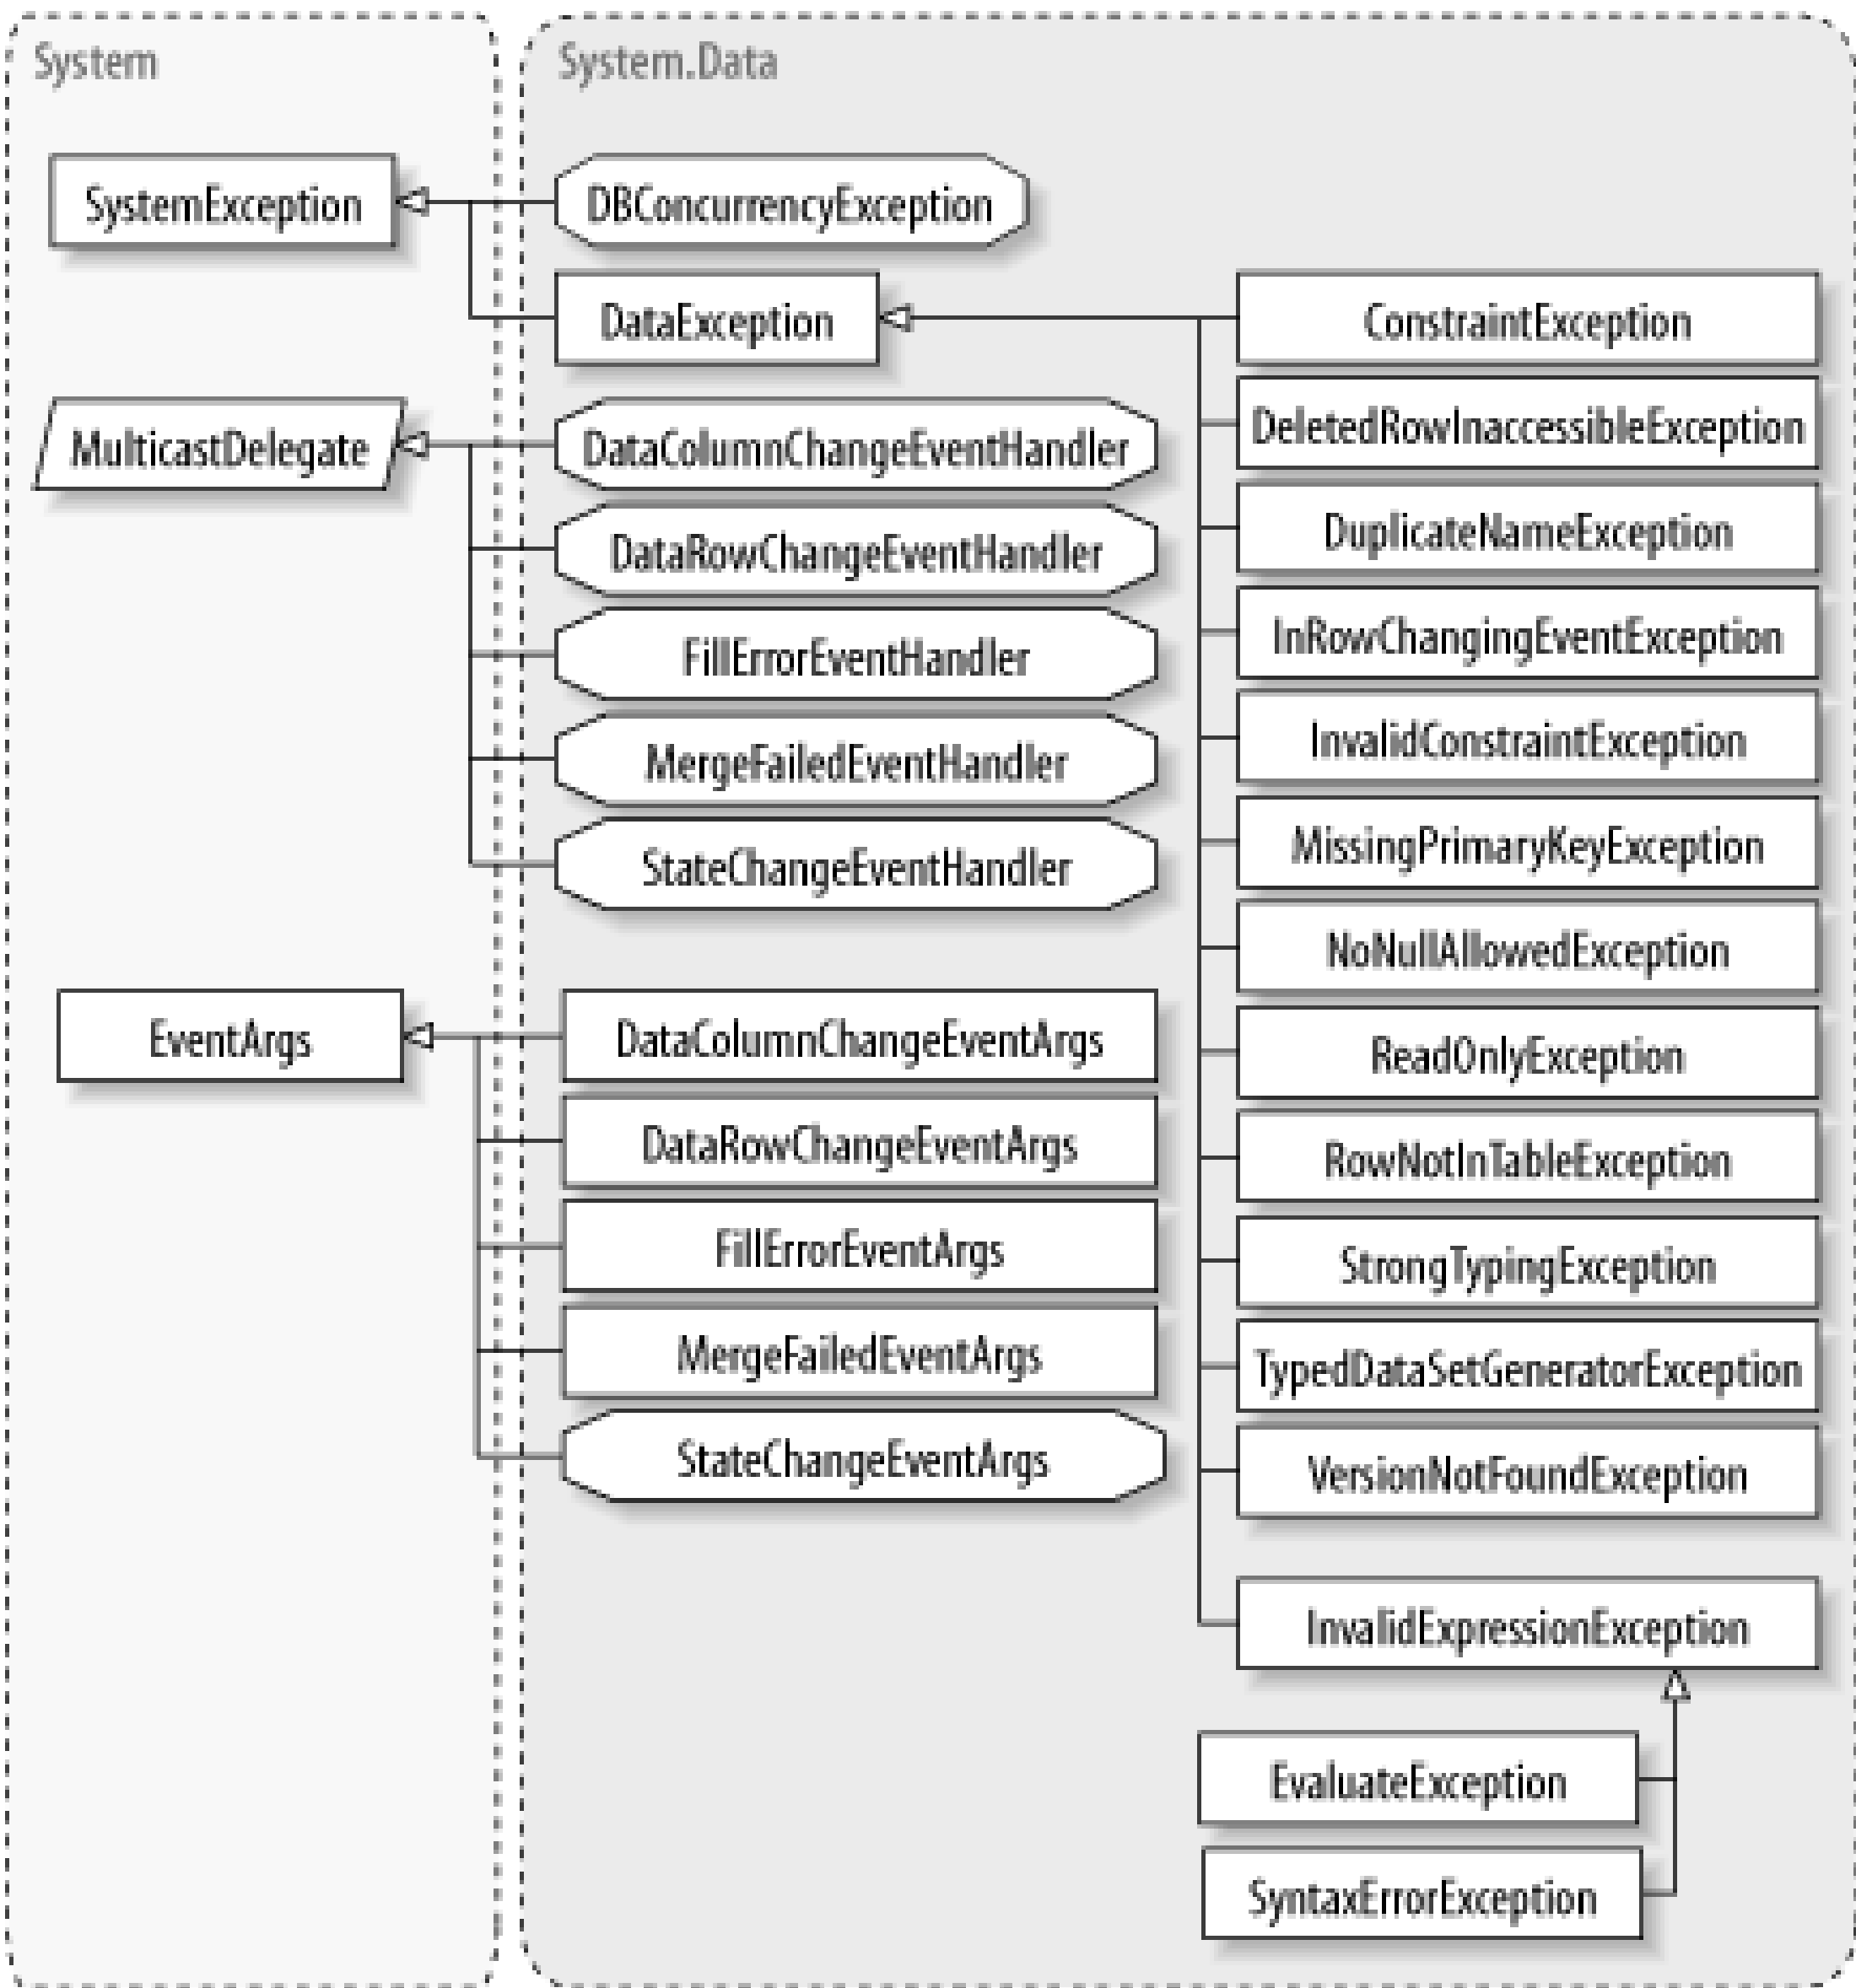 System
System.Data
SystemException
DBConcurrencyException
DataException
ConstraintException
DeletedRowInaccessibleException
MulticastDelegate
DataColumnChangeEventHandler
DuplicateNameException
DataRowChangeEventHandler
InRowChangingEventException
FillErrorEventHandler
InvalidConstraintException
MergeFailedEventHandler
MissingPrimaryKeyException
StateChangeEventHandler
NoNullAllowedException
EventArgs
DataColumnChangeEventArgs
ReadOnlyException
DataRowChangeEventArgs
RowNotInTableException
FillErrorEventArgs
StrongTypingException
MergeFailedEventArgs
TypedDataSetGeneratorException
StateChangeEventArgs
VersionNotFoundException
InvalidExpressionException
EvaluateException
SyntaxErrorException